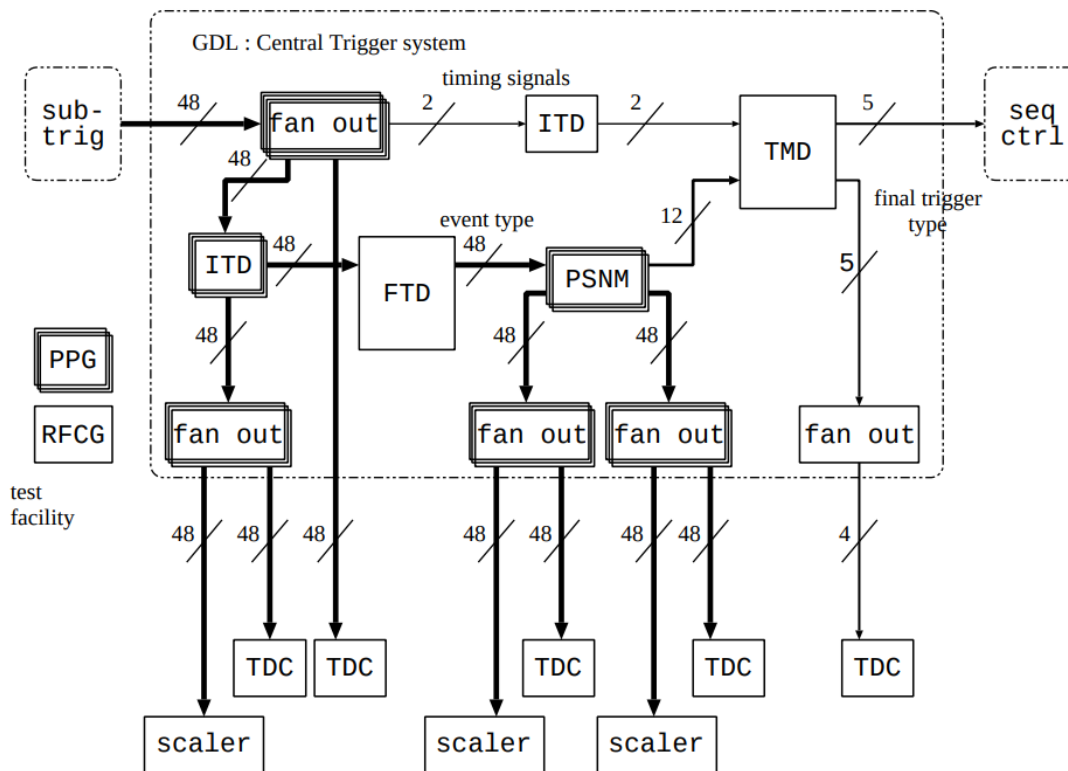 GDL : Central Trigger system
timing signals
sub-
trig
48
fan out
2
ITD
2
TMD
5
seq
ctrl
48
12
final trigger
type
event type
ITD
48
FTD
48
PSNM
5
48
48
48
PPG
RFCG
fan out
fan out
fan out
fan out
test
facility
48
48
48
48
48
48
48
4
TDC
TDC
TDC
TDC
TDC
scaler
scaler
scaler